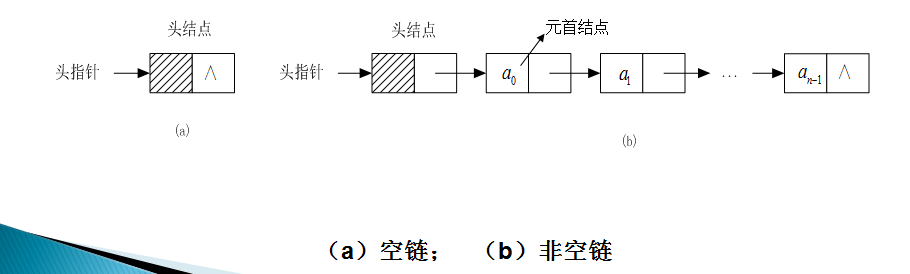 元首结点
头结点
头结点
头指针
∧
头指针
a0
a1
…
an-1
∧
(a)
(b)
（a）空链； （b）非空链